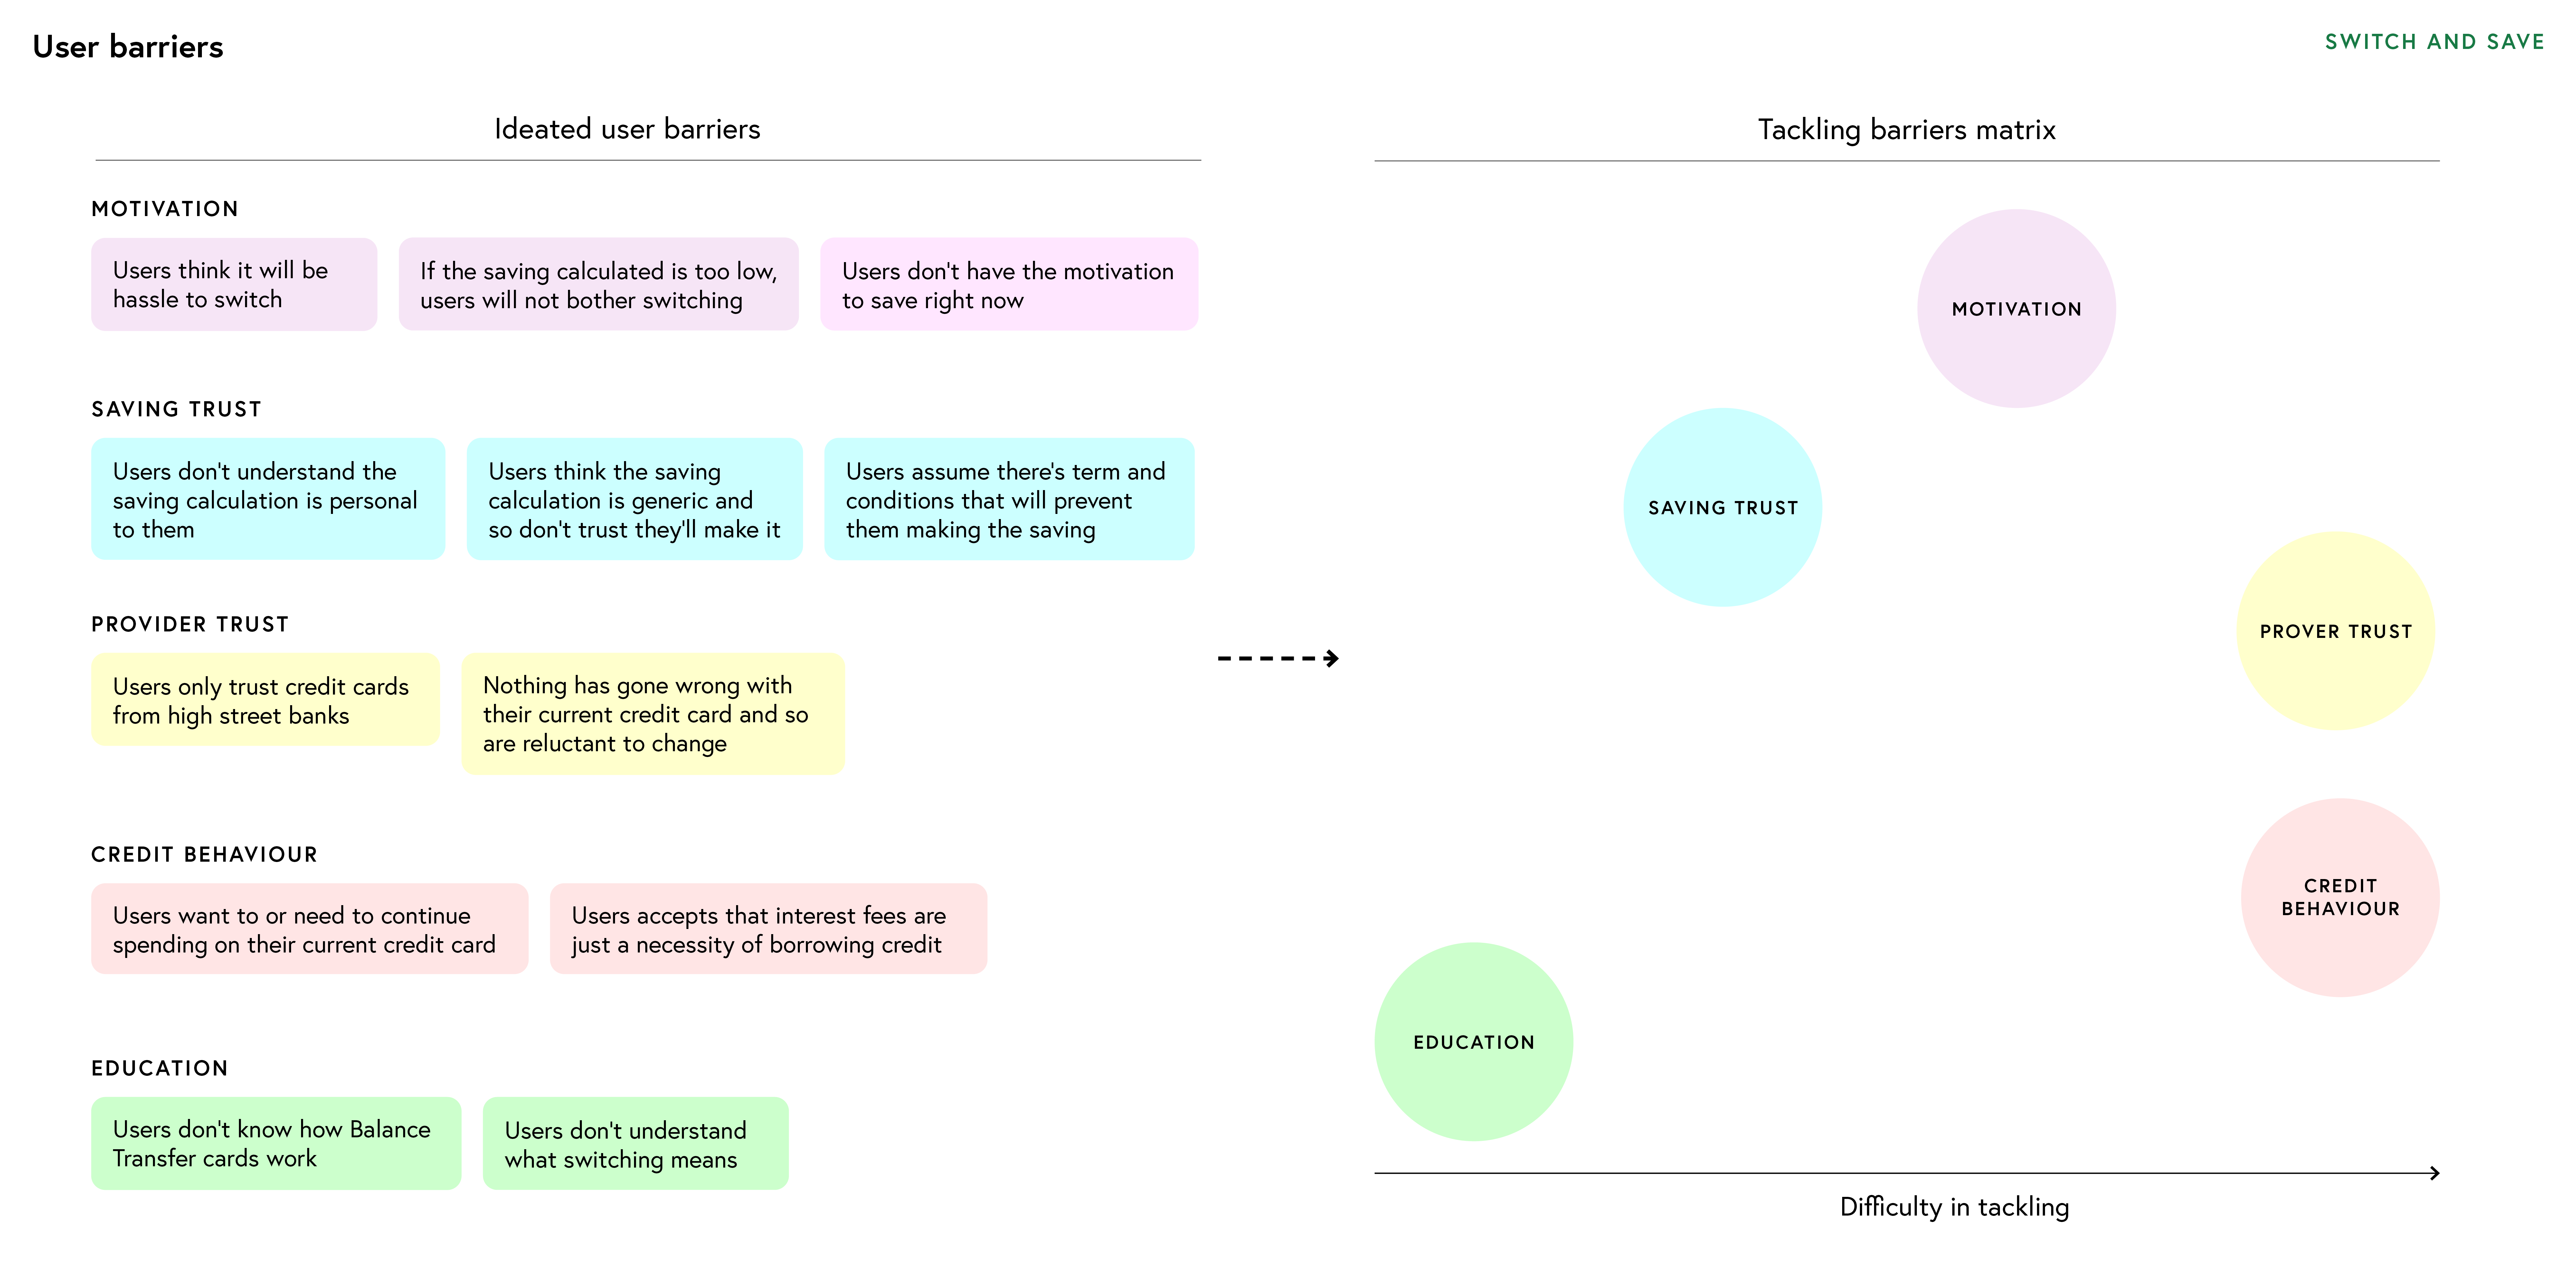 User barriers
SWITCH AND SAVE
Ideated user barriers
MOTIVATION
Users think it will be
hassle to switch
If the saving calculated is too low,
users will not bother switching
Users don't have the motivation
to save right now
SAVING TRUST
Users don't understand the
saving calculation is personal
to them
Users think the saving
calculation is generic and
so don't trust they'll make it
Users assume there's term and
conditions that will prevent
them making the saving
PROVIDER TRUST
Users only trust credit cards
from high street banks
Nothing has gone wrong with
their current credit card and so
are reluctant to change
CREDIT BEHAVIOUR
Users want to or need to continue
spending on their current credit card
Users accepts that interest fees are
just a necessity of borrowing credit
EDUCATION
Users don't know how Balance
Transfer cards work
Users don't understand
what switching means
Tackling barriers matrix
MOTIVATION
SAVING TRUST
PROVER TRUST
CREDIT
BEHAVIOUR
EDUCATION
Difficulty in tackling